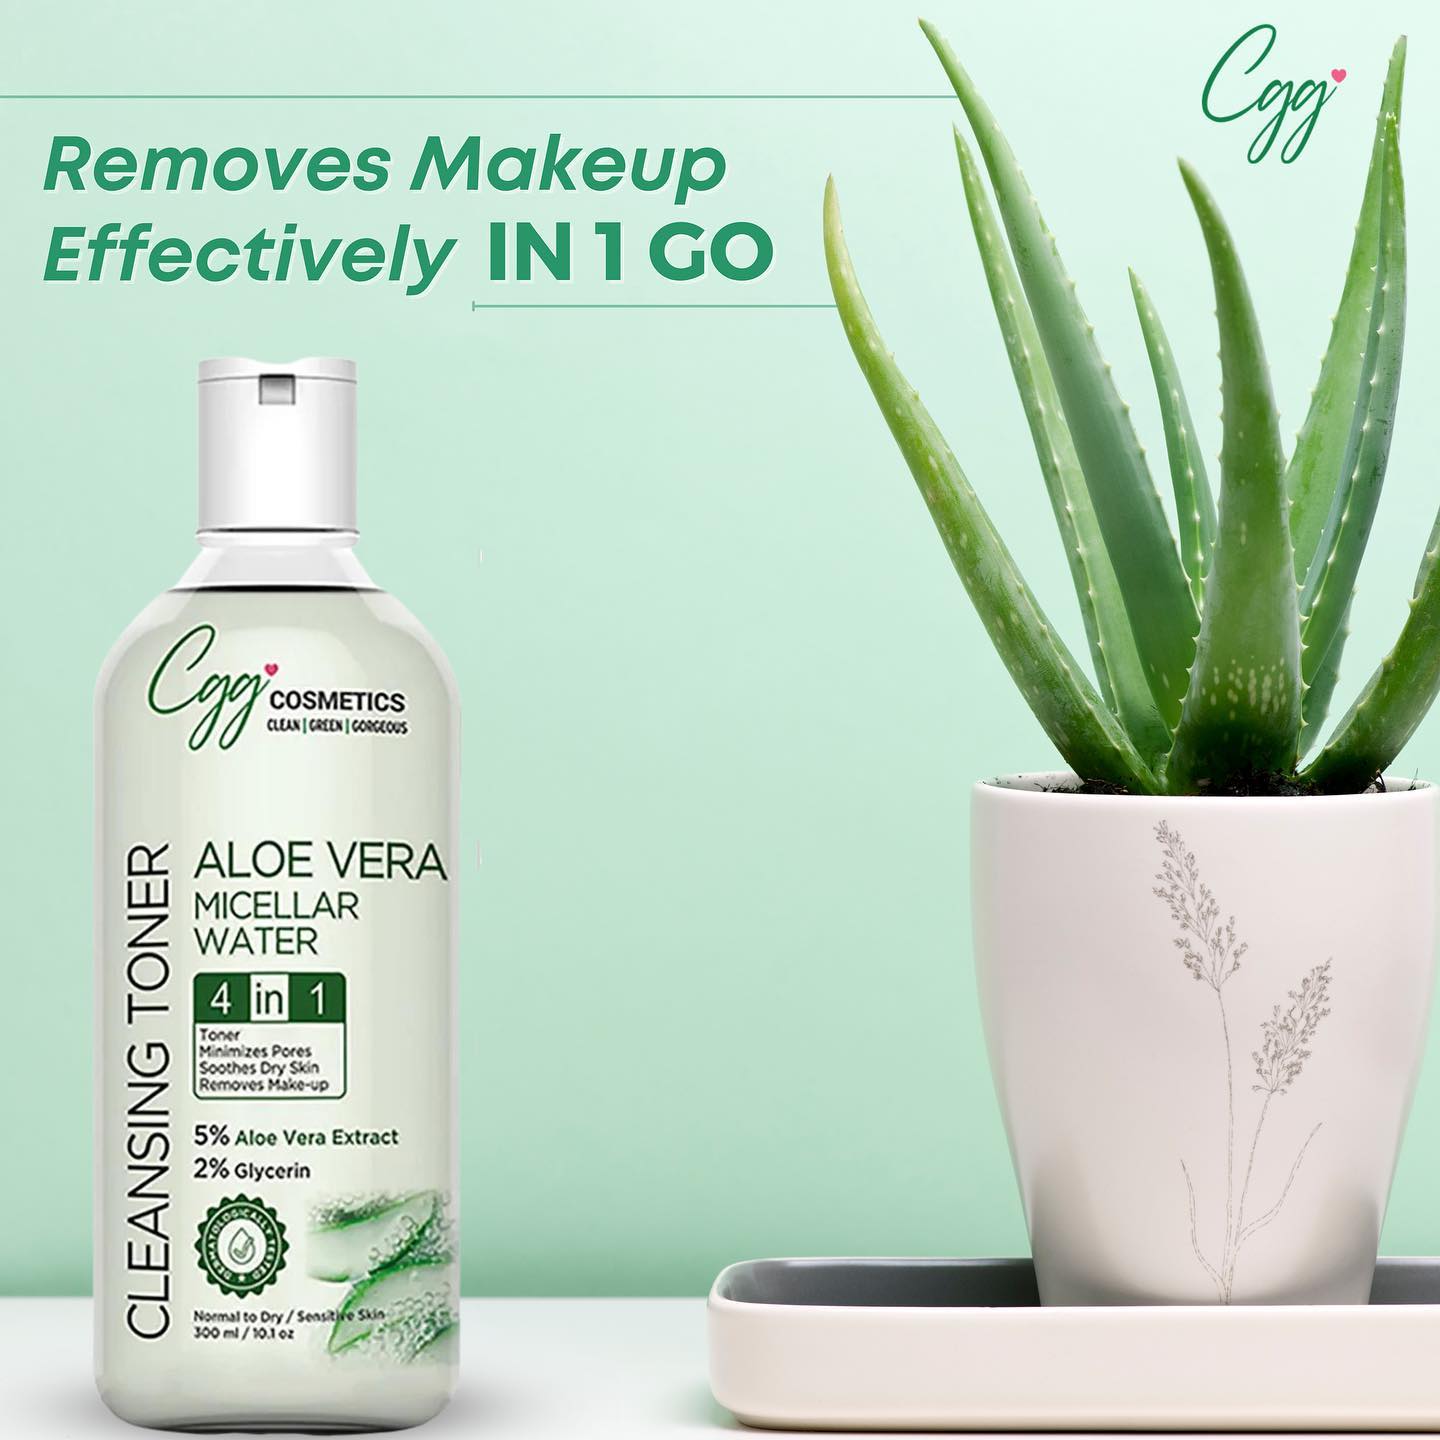 Cgg
Removes Makeup
Effectively IN 1 GO
Cgg COSMETICS
CLEAN | GREEN | GORGEOUS
CLEANSING TONER
ALOE VERA
MICELLAR
WATER
4 in 1
Toner
Minimizes Pores
Soothes Dry Skin
Removes Make-up
5% Aloe Vera Extract
2% Glycerin
DERMATOLOGICALLY TESTED
Normal to Dry / Sensitive Skin
300 ml / 10.1 oz